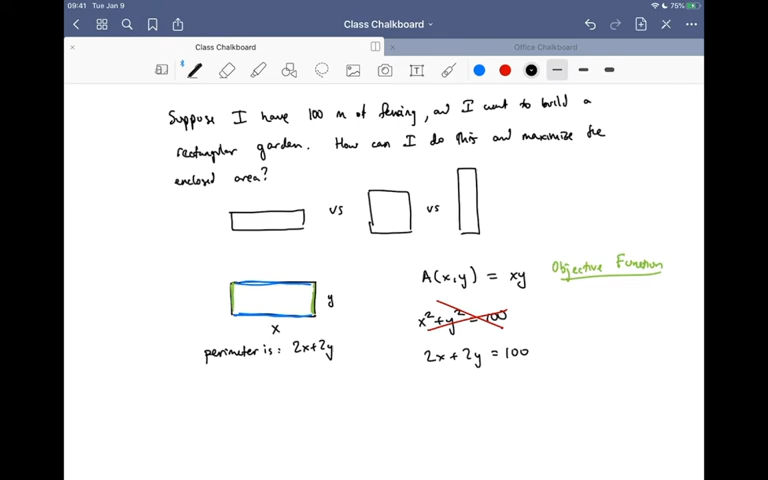 09:41 Tue Jan 9
75%
Class Chalkboard
Class Chalkboard
Office Chalkboard
Suppose I have 100 m of fencing, and I want to build a
rectangular garden. How can I do this and maximize the
enclosed area?
vs
vs
A(x,y) = xy
Objective Function
y
x² + y² = 100
x
perimeter is: 2x+2y
2x + 2y = 100